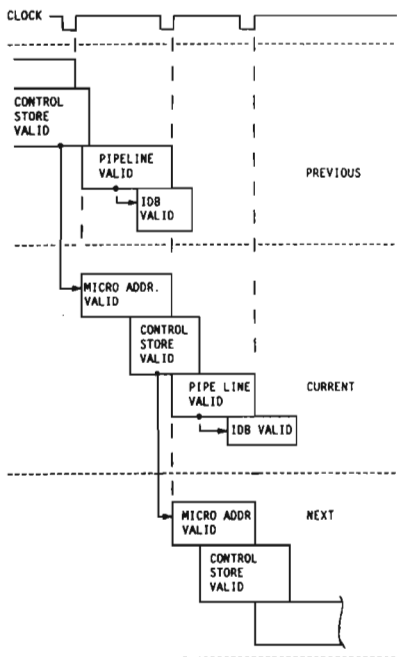 CLOCK
CONTROL
STORE
VALID
PIPELINE
VALID
PREVIOUS
IDB
VALID
MICRO ADDR.
VALID
CONTROL
STORE
VALID
PIPE LINE
VALID
CURRENT
IDB VALID
MICRO ADDR
VALID
NEXT
CONTROL
STORE
VALID